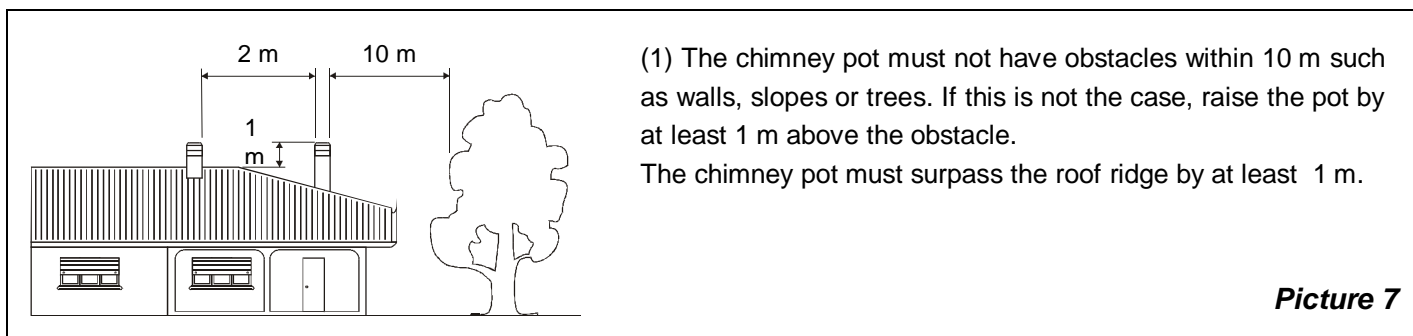 2 m
10 m
1
m
(1) The chimney pot must not have obstacles within 10 m such
as walls, slopes or trees. If this is not the case, raise the pot by
at least 1 m above the obstacle.
The chimney pot must surpass the roof ridge by at least 1 m.
Picture 7